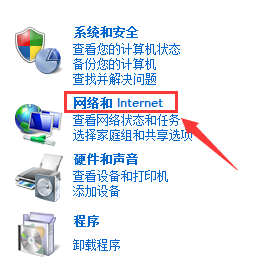 系统和安全
查看您的计算机状态
备份您的计算机
查找并解决问题
网络和 Internet
查看网络状态和任务
选择家庭组和共享选项
硬件和声音
查看设备和打印机
添加设备
程序
卸载程序